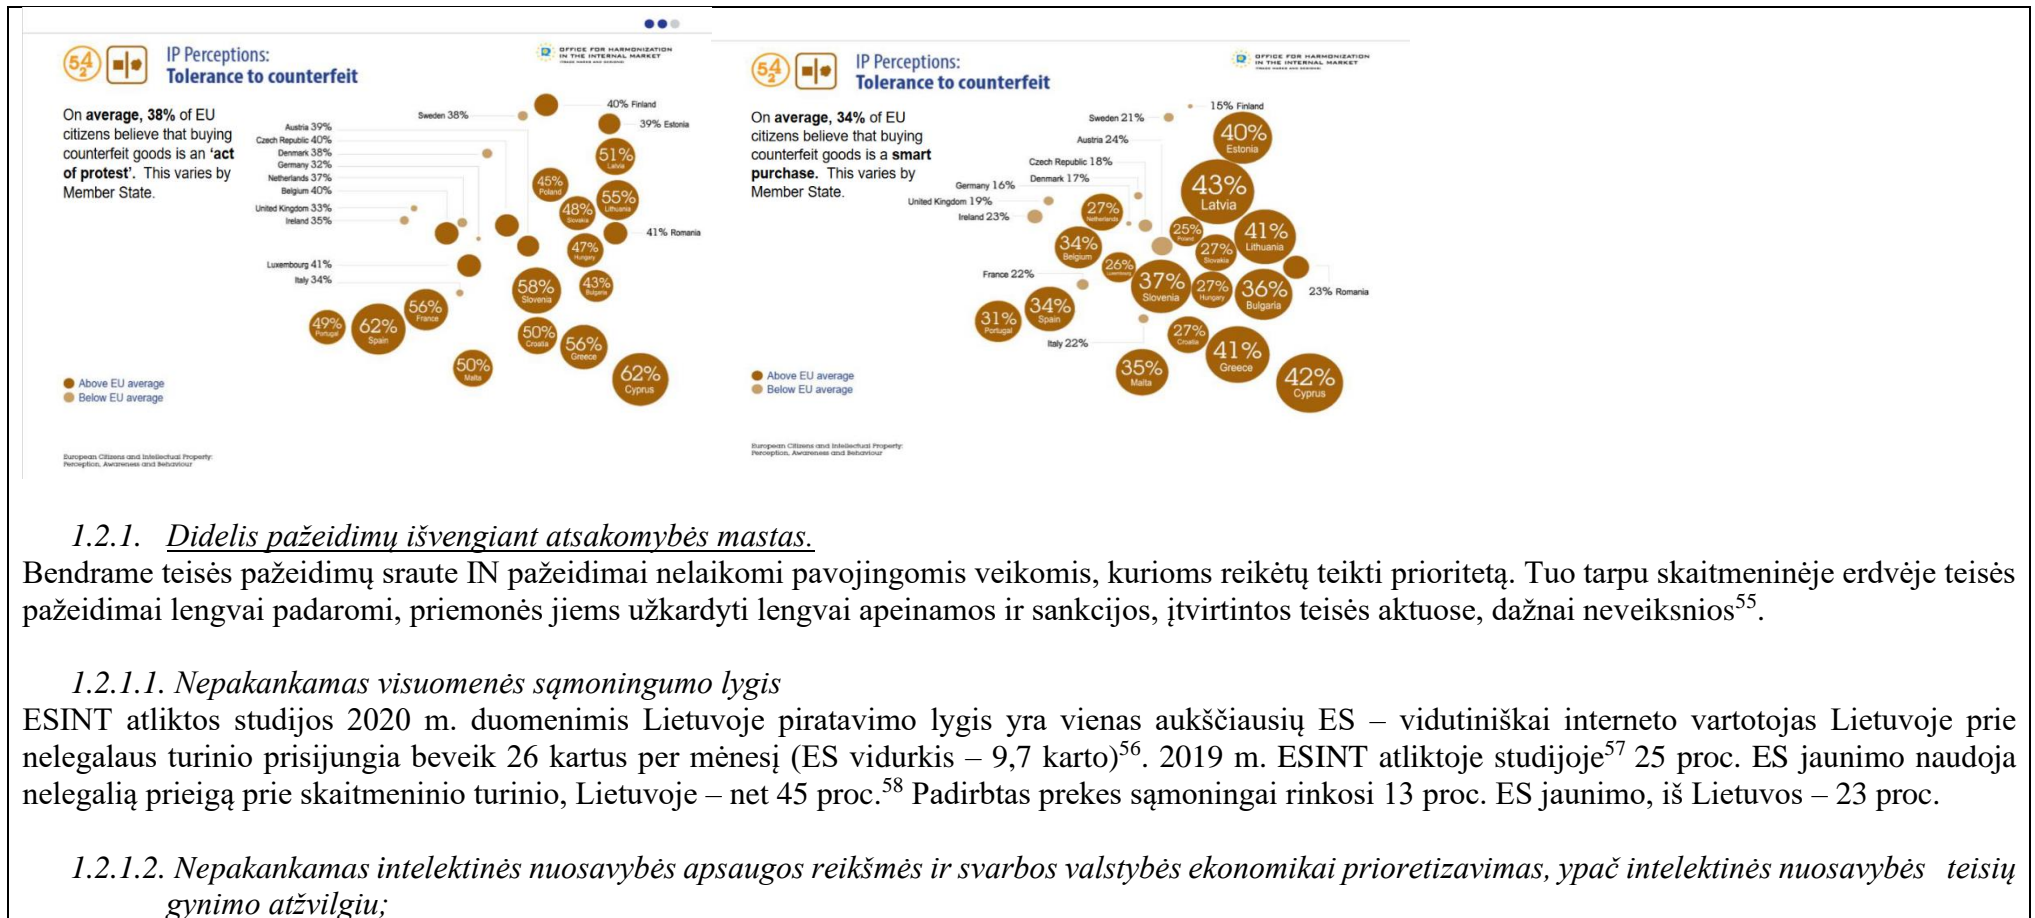 IP Perceptions:
Tolerance to counterfeit
OFFICE FOR HARMONIZATION
IN THE INTERNAL MARKET
(TRADE MARKS AND DESIGNS)
On average, 38% of EU
citizens believe that buying
counterfeit goods is an ‘act
of protest’. This varies by
Member State.
Sweden 38%
40% Finland
39% Estonia
Austria 39%
Czech Republic 40%
Denmark 38%
Germany 32%
Netherlands 37%
Belgium 40%
United Kingdom 33%
Ireland 35%
51%
Latvia
45%
Poland
55%
Lithuania
48%
Slovakia
41% Romania
47%
Hungary
Luxembourg 41%
Italy 34%
58%
Slovenia
43%
Bulgaria
56%
France
49%
Portugal
62%
Spain
50%
Croatia
56%
Greece
50%
Malta
62%
Cyprus
Above EU average
Below EU average
European Citizens and Intellectual Property:
Perception, Awareness and Behaviour
IP Perceptions:
Tolerance to counterfeit
OFFICE FOR HARMONIZATION
IN THE INTERNAL MARKET
(TRADE MARKS AND DESIGNS)
On average, 34% of EU
citizens believe that buying
counterfeit goods is a smart
purchase. This varies by
Member State.
15% Finland
Sweden 21%
40%
Estonia
Austria 24%
Czech Republic 18%
Denmark 17%
Germany 16%
United Kingdom 19%
Ireland 23%
43%
Latvia
27%
Netherlands
25%
Poland
41%
Lithuania
34%
Belgium
27%
Slovakia
26%
Luxembourg
France 22%
37%
Slovenia
27%
Hungary
36%
Bulgaria
23% Romania
31%
Portugal
34%
Spain
Italy 22%
27%
Croatia
41%
Greece
35%
Malta
42%
Cyprus
Above EU average
Below EU average
European Citizens and Intellectual Property:
Perception, Awareness and Behaviour
1.2.1. Didelis pažeidimų išvengiant atsakomybės mastas.
Bendrame teisės pažeidimų sraute IN pažeidimai nelaikomi pavojingomis veikomis, kurioms reikėtų teikti prioritetą. Tuo tarpu skaitmeninėje erdvėje teisės
pažeidimai lengvai padaromi, priemonės jiems užkardyti lengvai apeinamos ir sankcijos, įtvirtintos teisės aktuose, dažnai neveiksnios55.
1.2.1.1. Nepakankamas visuomenės sąmoningumo lygis
ESINT atliktos studijos 2020 m. duomenimis Lietuvoje piratavimo lygis yra vienas aukščiausių ES – vidutiniškai interneto vartotojas Lietuvoje prie
nelegalaus turinio prisijungia beveik 26 kartus per mėnesį (ES vidurkis – 9,7 karto)56. 2019 m. ESINT atliktoje studijoje57 25 proc. ES jaunimo naudoja
nelegalią prieigą prie skaitmeninio turinio, Lietuvoje – net 45 proc.58 Padirbtas prekes sąmoningai rinkosi 13 proc. ES jaunimo, iš Lietuvos – 23 proc.
1.2.1.2. Nepakankamas intelektinės nuosavybės apsaugos reikšmės ir svarbos valstybės ekonomikai prioretizavimas, ypač intelektinės nuosavybės teisių
gynimo atžvilgiu;